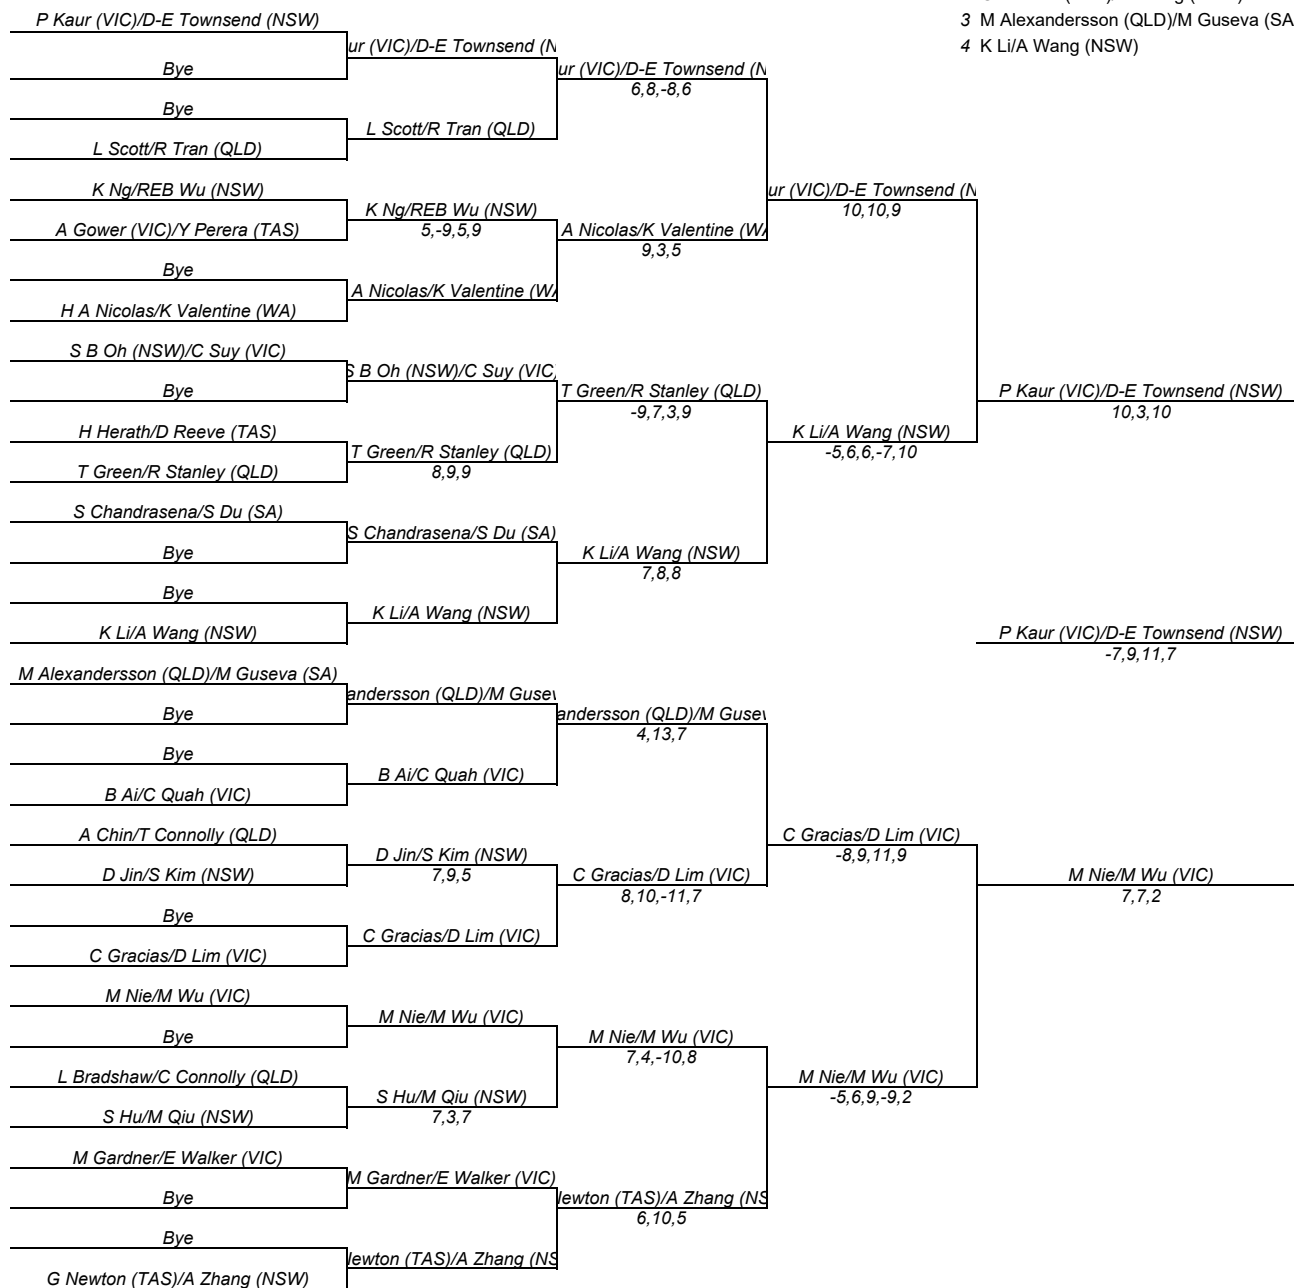 P Kaur (VIC)/D-E Townsend (NSW)
Bye
Bye
L Scott/R Tran (QLD)
K Ng/REB Wu (NSW)
A Gower (VIC)/Y Perera (TAS)
Bye
H A Nicolas/K Valentine (WA)
S B Oh (NSW)/C Suy (VIC)
Bye
H Herath/D Reeve (TAS)
T Green/R Stanley (QLD)
S Chandrasena/S Du (SA)
Bye
Bye
K Li/A Wang (NSW)
M Alexandersson (QLD)/M Guseva (SA)
Bye
Bye
B Ai/C Quah (VIC)
A Chin/T Connolly (QLD)
D Jin/S Kim (NSW)
Bye
C Gracias/D Lim (VIC)
M Nie/M Wu (VIC)
Bye
L Bradshaw/C Connolly (QLD)
S Hu/M Qiu (NSW)
M Gardner/E Walker (VIC)
Bye
Bye
G Newton (TAS)/A Zhang (NSW)
ur (VIC)/D-E Townsend (N
L Scott/R Tran (QLD)
K Ng/REB Wu (NSW)
5,-9,5,9
A Nicolas/K Valentine (WA
S B Oh (NSW)/C Suy (VIC)
T Green/R Stanley (QLD)
8,9,9
S Chandrasena/S Du (SA)
K Li/A Wang (NSW)
andersson (QLD)/M Gusev
B Ai/C Quah (VIC)
D Jin/S Kim (NSW)
7,9,5
C Gracias/D Lim (VIC)
M Nie/M Wu (VIC)
S Hu/M Qiu (NSW)
7,3,7
M Gardner/E Walker (VIC)
lewton (TAS)/A Zhang (NS
ur (VIC)/D-E Townsend (N
6,8,-8,6
A Nicolas/K Valentine (WA
9,3,5
T Green/R Stanley (QLD)
-9,7,3,9
K Li/A Wang (NSW)
7,8,8
andersson (QLD)/M Gusev
4,13,7
C Gracias/D Lim (VIC)
8,10,-11,7
M Nie/M Wu (VIC)
7,4,-10,8
lewton (TAS)/A Zhang (NS
6,10,5
ur (VIC)/D-E Townsend (N
10,10,9
K Li/A Wang (NSW)
-5,6,6,-7,10
C Gracias/D Lim (VIC)
-8,9,11,9
M Nie/M Wu (VIC)
-5,6,9,-9,2
3 M Alexandersson (QLD)/M Guseva (SA
4 K Li/A Wang (NSW)
P Kaur (VIC)/D-E Townsend (NSW)
10,3,10
P Kaur (VIC)/D-E Townsend (NSW)
-7,9,11,7
M Nie/M Wu (VIC)
7,7,2